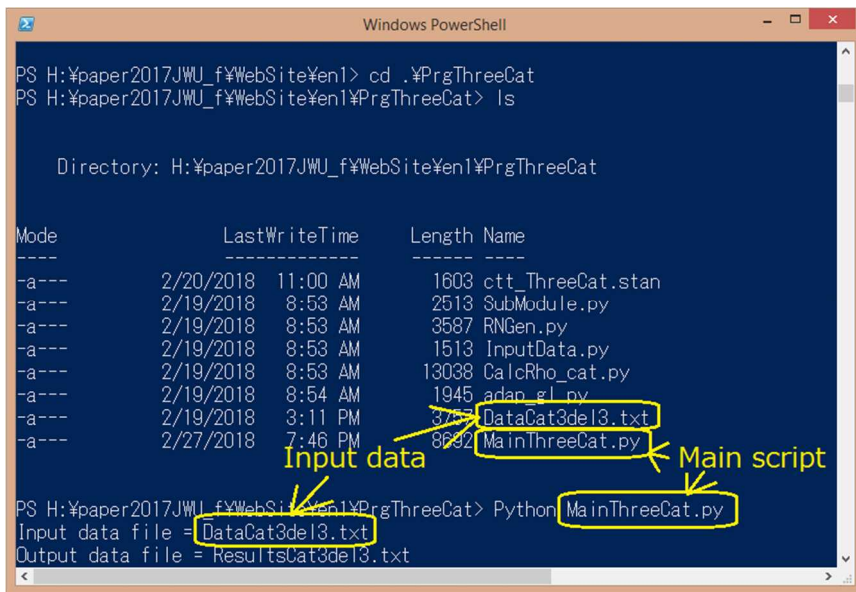 Windows PowerShell
PS H:¥paper2017JWU_f¥WebSite¥en1> cd .¥PrgThreeCat
PS H:¥paper2017JWU_f¥WebSite¥en1¥PrgThreeCat> ls
Directory: H:¥paper2017JWU_f¥WebSite¥en1¥PrgThreeCat
Mode LastWriteTime Length Name
---- ------------- ------ ----
-a--- 2/20/2018 11:00 AM 1603 ctt_ThreeCat.stan
-a--- 2/19/2018 8:53 AM 2513 SubModule.py
-a--- 2/19/2018 8:53 AM 3587 RNGen.py
-a--- 2/19/2018 8:53 AM 1513 InputData.py
-a--- 2/19/2018 8:53 AM 13038 CalcRho_cat.py
-a--- 2/19/2018 8:54 AM 1945 adap_gl.py
-a--- 2/19/2018 3:11 PM 3757 DataCat3del3.txt
-a--- 2/27/2018 7:46 PM 8692 MainThreeCat.py
Input data
Main script
PS H:¥paper2017JWU_f¥WebSite¥en1¥PrgThreeCat> Python MainThreeCat.py
Input data file = DataCat3del3.txt
Output data file = ResultsCat3del3.txt